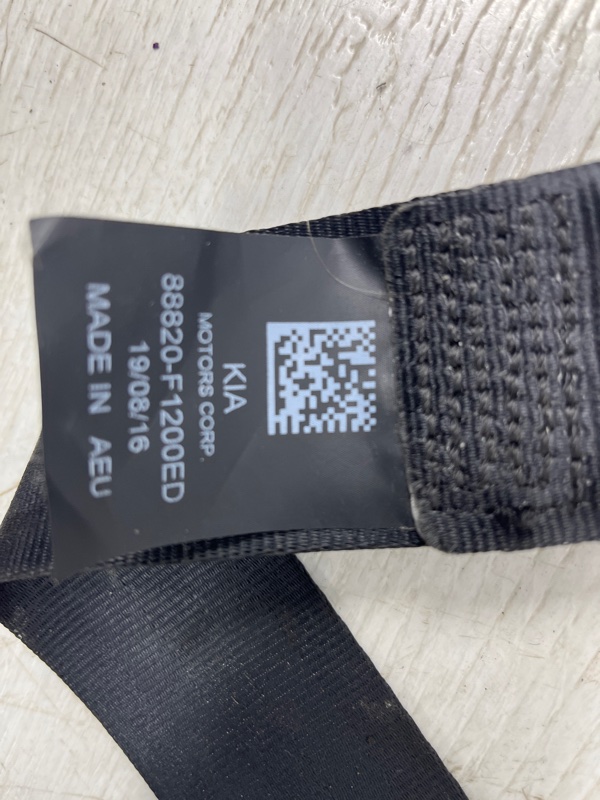 KIA
MOTORS CORP.
88820-F1200ED
19/08/16
MADE IN AEU